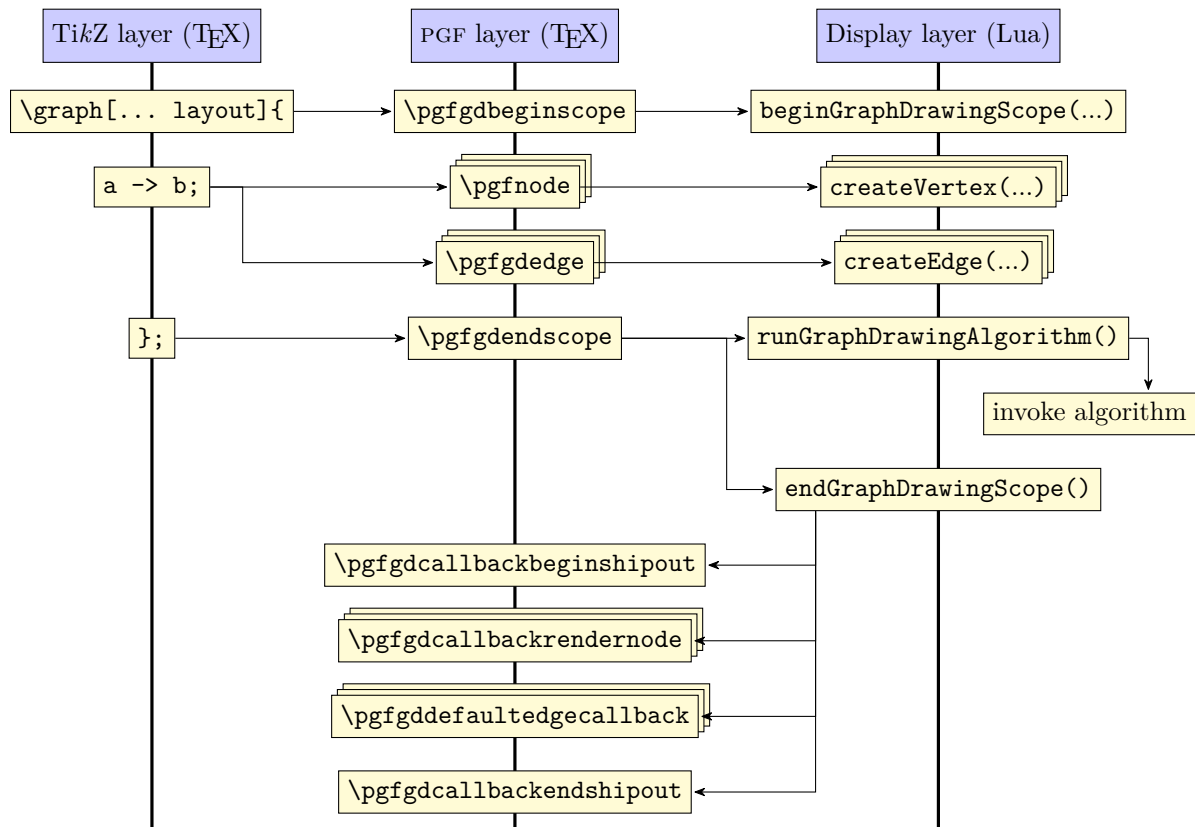 TikZ layer (TEX)
PGF layer (TEX)
Display layer (Lua)
\graph[... layout]{
\pgfgdbeginscope
beginGraphDrawingScope(…)
a -> b;
\pgfnode
createVertex(…)
\pgfgdedge
createEdge(…)
};
\pgfgdendscope
runGraphDrawingAlgorithm()
invoke algorithm
endGraphDrawingScope()
\pgfgdcallbackbeginshipout
\pgfgdcallbackrendernode
\pgfgddefaultedgecallback
\pgfgdcallbackendshipout